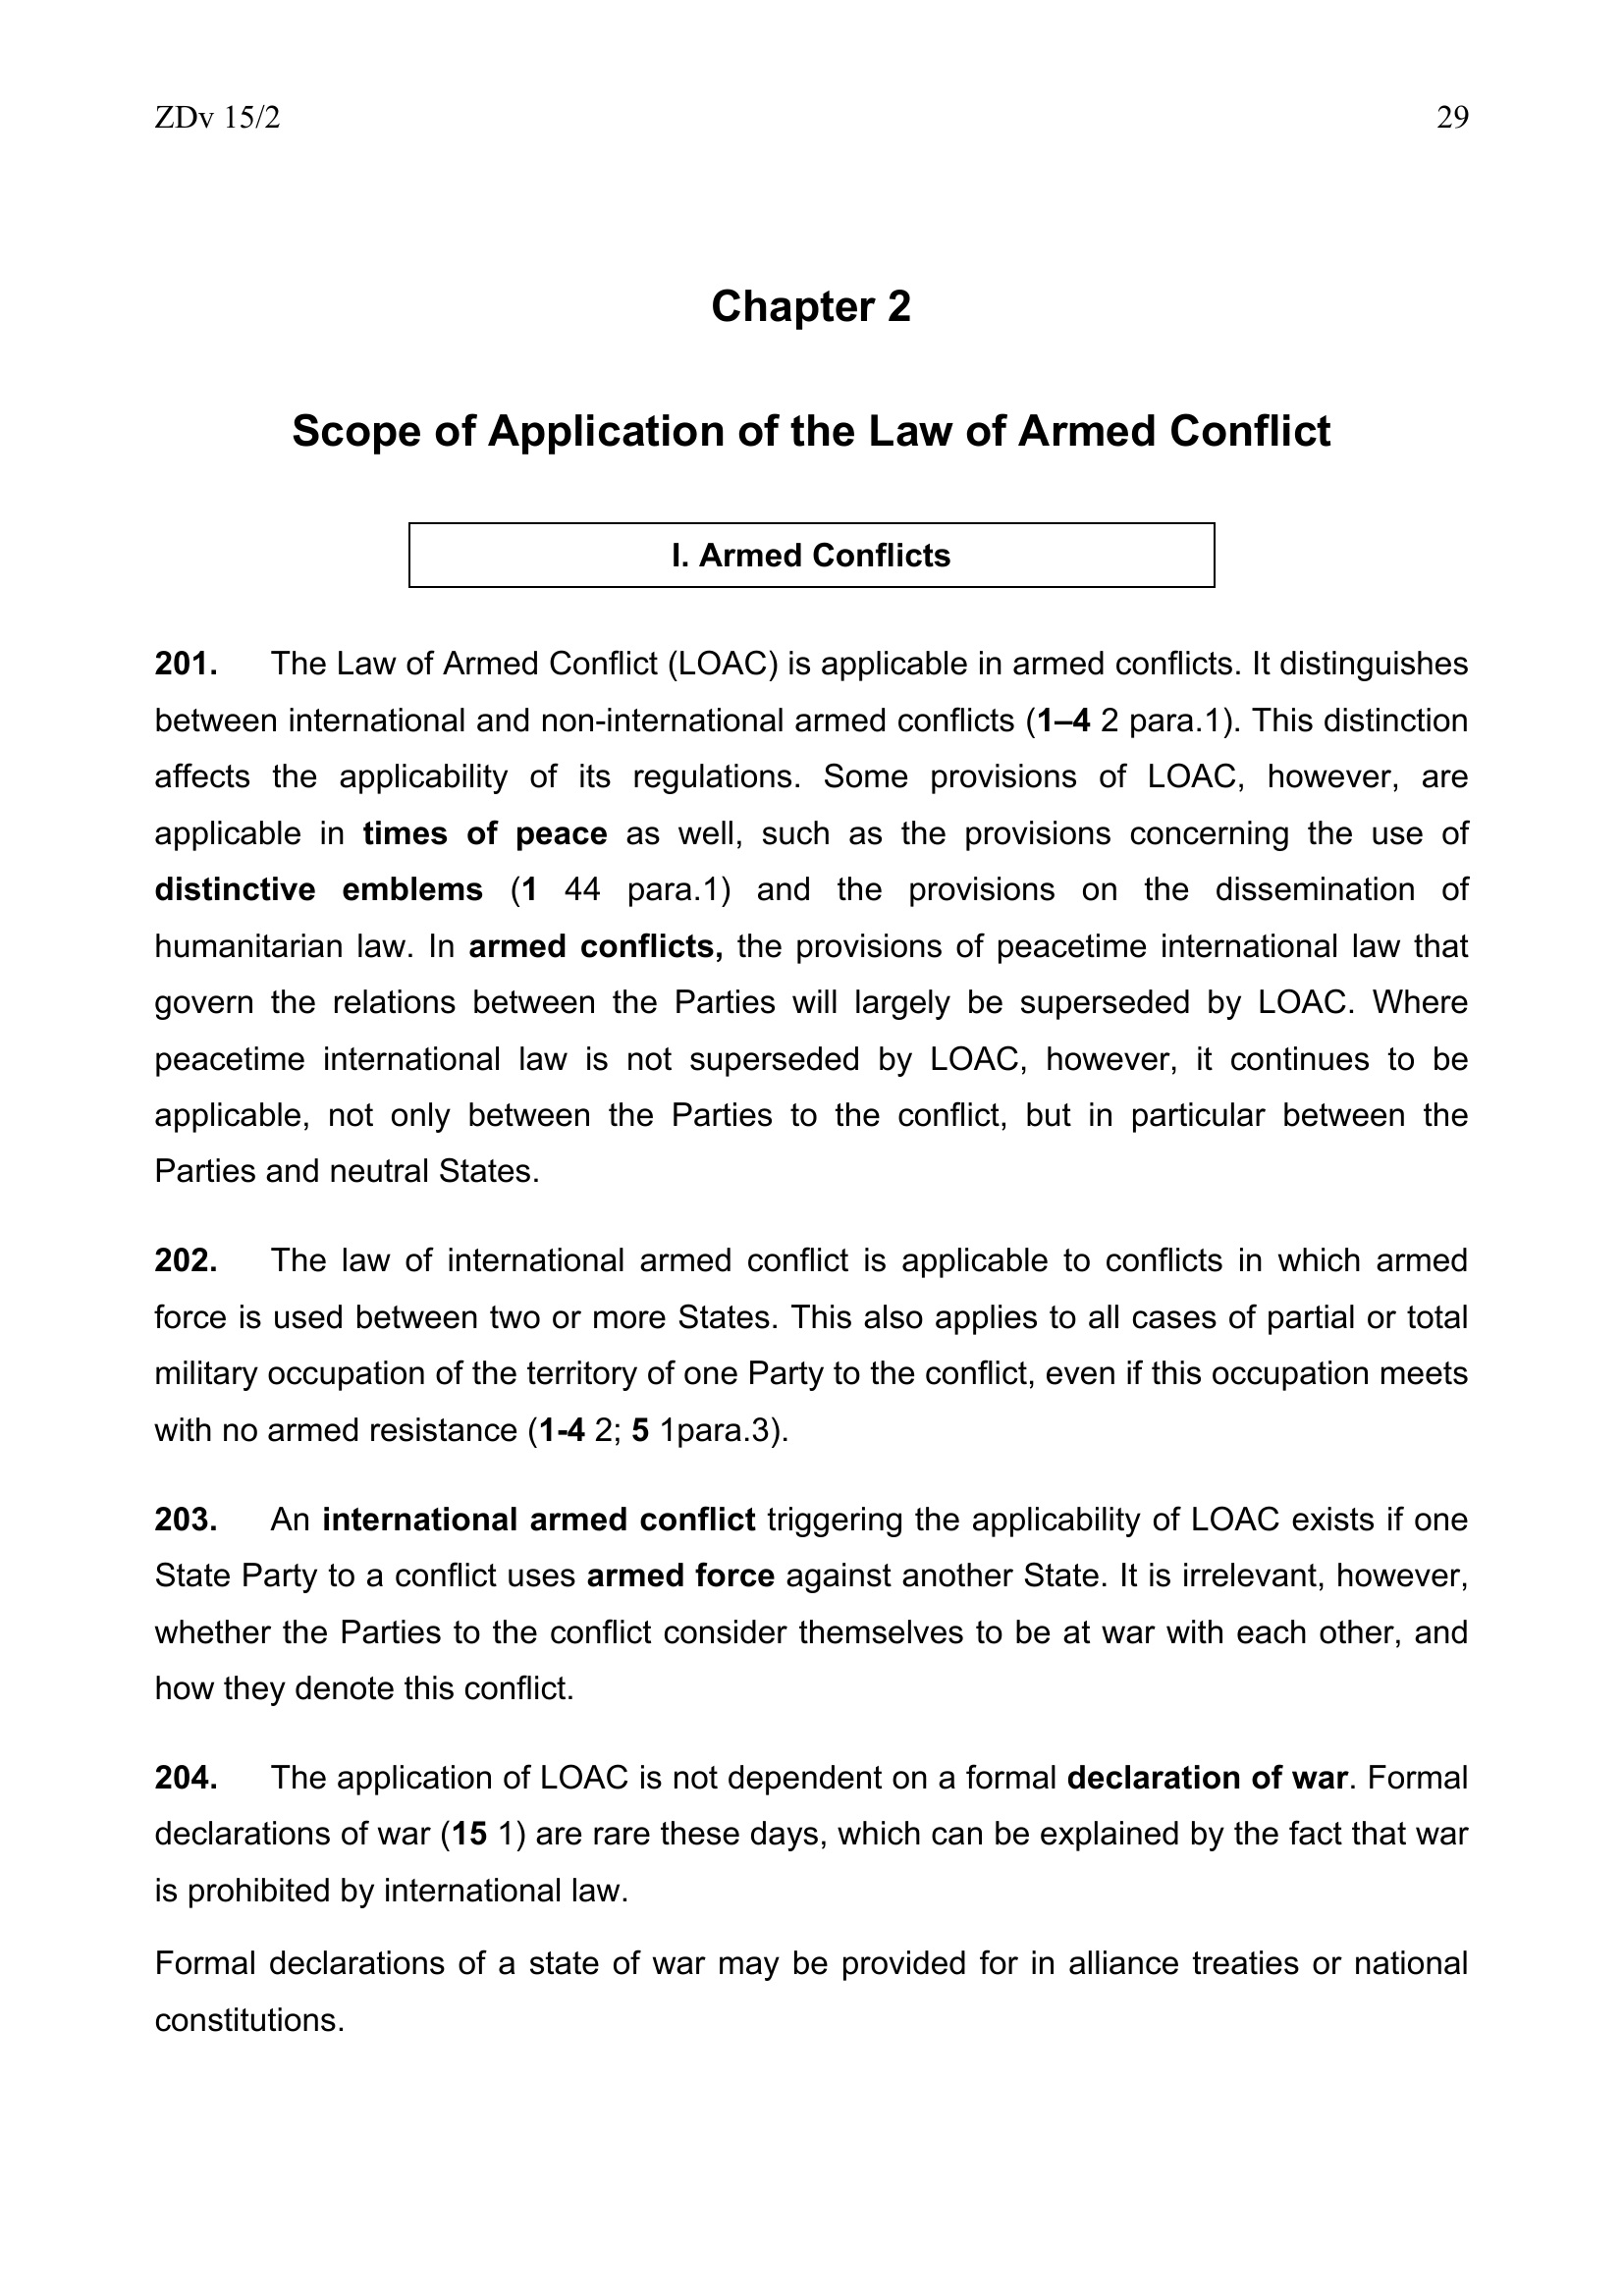 ZDv 15/2 29
Chapter 2
Scope of Application of the Law of Armed Conflict
I. Armed Conflicts
201. The Law of Armed Conflict (LOAC) is applicable in armed conflicts. It distinguishes
between international and non-international armed conflicts (1–4 2 para.1). This distinction
affects the applicability of its regulations. Some provisions of LOAC, however, are
applicable in times of peace as well, such as the provisions concerning the use of
distinctive emblems (1 44 para.1) and the provisions on the dissemination of
humanitarian law. In armed conflicts, the provisions of peacetime international law that
govern the relations between the Parties will largely be superseded by LOAC. Where
peacetime international law is not superseded by LOAC, however, it continues to be
applicable, not only between the Parties to the conflict, but in particular between the
Parties and neutral States.
202. The law of international armed conflict is applicable to conflicts in which armed
force is used between two or more States. This also applies to all cases of partial or total
military occupation of the territory of one Party to the conflict, even if this occupation meets
with no armed resistance (1-4 2; 5 1para.3).
203. An international armed conflict triggering the applicability of LOAC exists if one
State Party to a conflict uses armed force against another State. It is irrelevant, however,
whether the Parties to the conflict consider themselves to be at war with each other, and
how they denote this conflict.
204. The application of LOAC is not dependent on a formal declaration of war. Formal
declarations of war (15 1) are rare these days, which can be explained by the fact that war
is prohibited by international law.
Formal declarations of a state of war may be provided for in alliance treaties or national
constitutions.